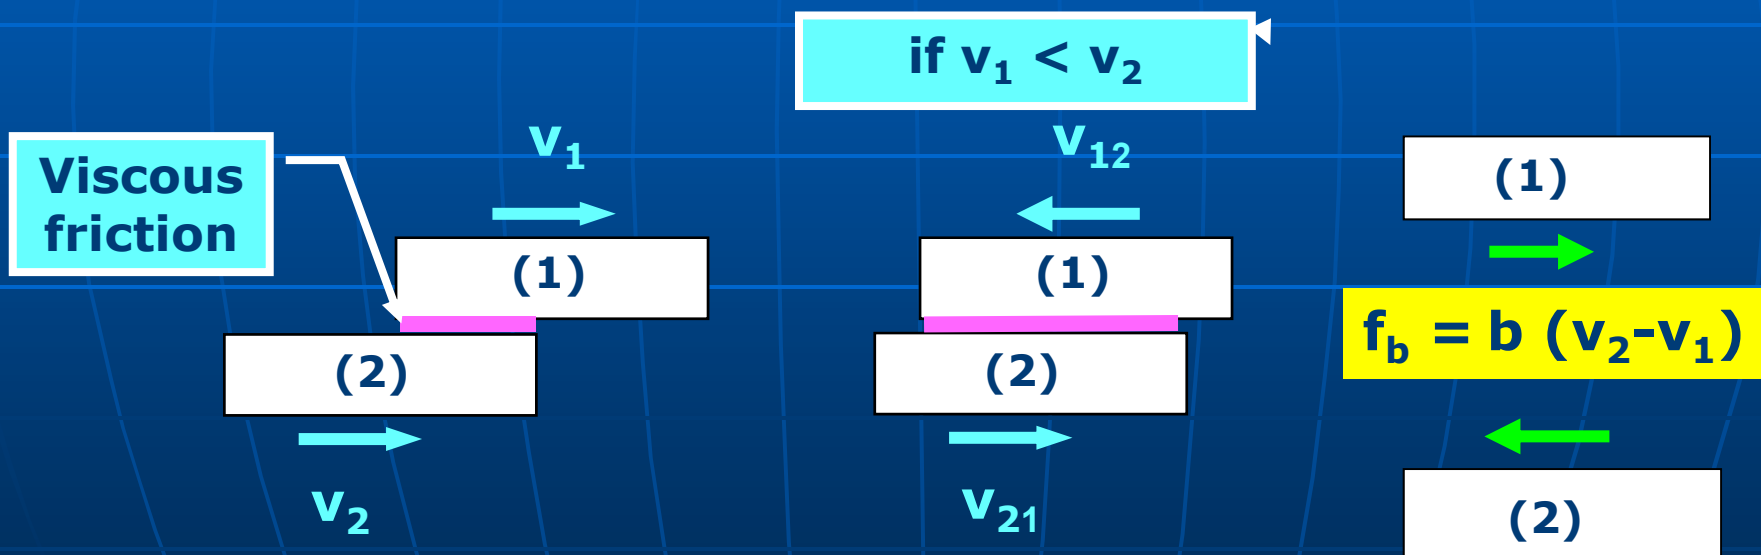 if v₁ < v₂
Viscous
friction
v₁
(1)
(2)
v₂
v₁₂
(1)
(2)
v₂₁
(1)
f_b = b (v₂-v₁)
(2)